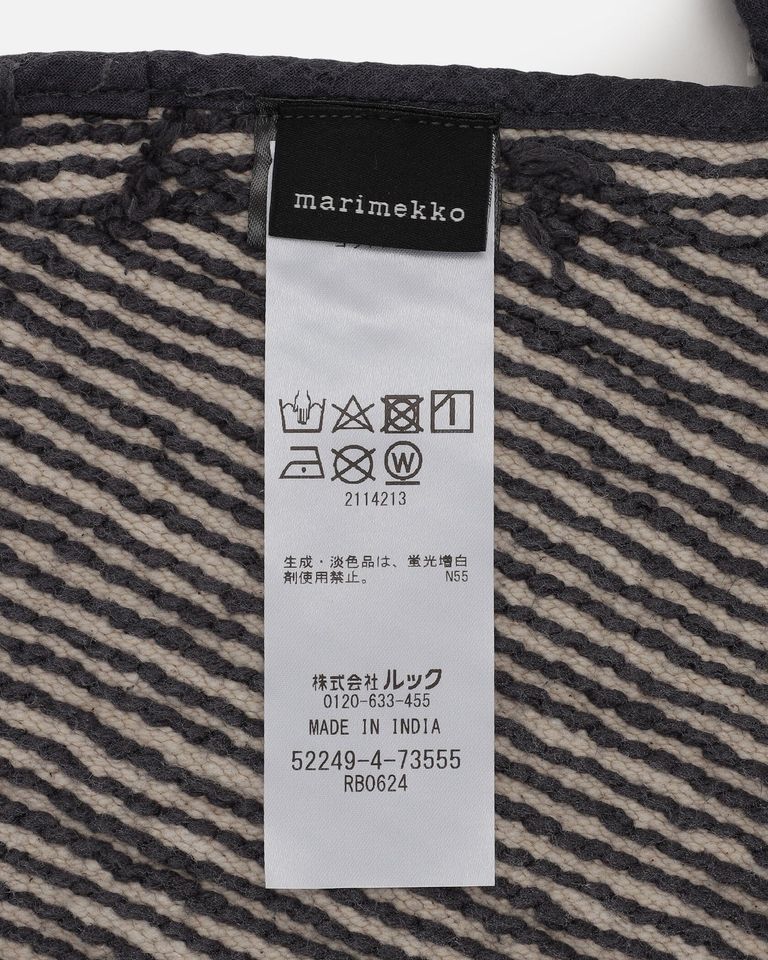 marimekko
W
2114213
生成・淡色品は、蛍光増白
剤使用禁止。 N55
株式会社 ルック
0120-633-455
MADE IN INDIA
52249-4-73555
RB0624